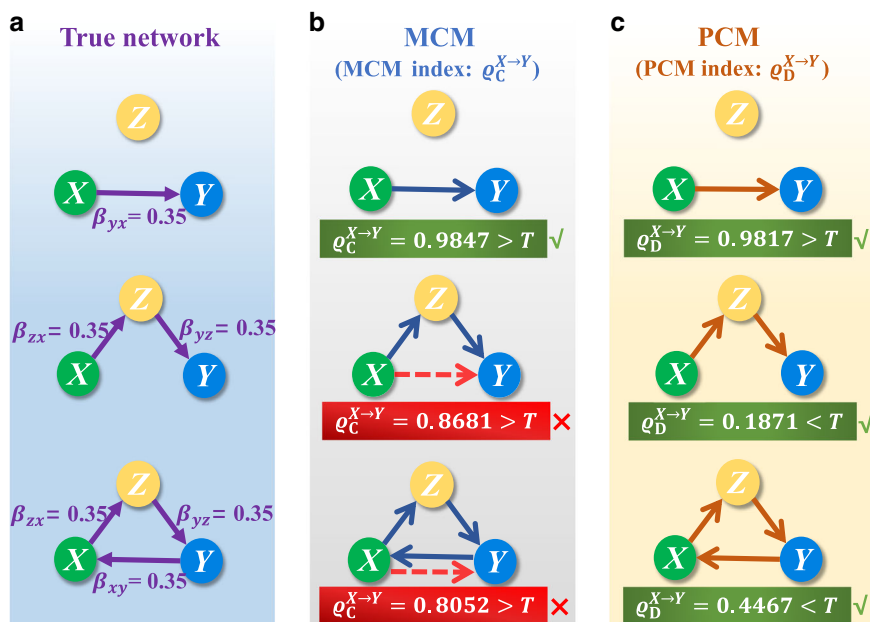 a
True network
Z
X
Y
β_yx = 0.35
Z
β_zx = 0.35
β_yz = 0.35
X
Y
Z
β_zx = 0.35
β_yz = 0.35
X
Y
β_xy = 0.35
b
MCM
(MCM index: ϱ_C^{X→Y})
Z
X
Y
ϱ_C^{X→Y} = 0.9847 > T √
Z
X
Y
ϱ_C^{X→Y} = 0.8681 > T ×
Z
X
Y
ϱ_C^{X→Y} = 0.8052 > T ×
c
PCM
(PCM index: ϱ_D^{X→Y})
Z
X
Y
ϱ_D^{X→Y} = 0.9817 > T √
Z
X
Y
ϱ_D^{X→Y} = 0.1871 < T √
Z
X
Y
ϱ_D^{X→Y} = 0.4467 < T √